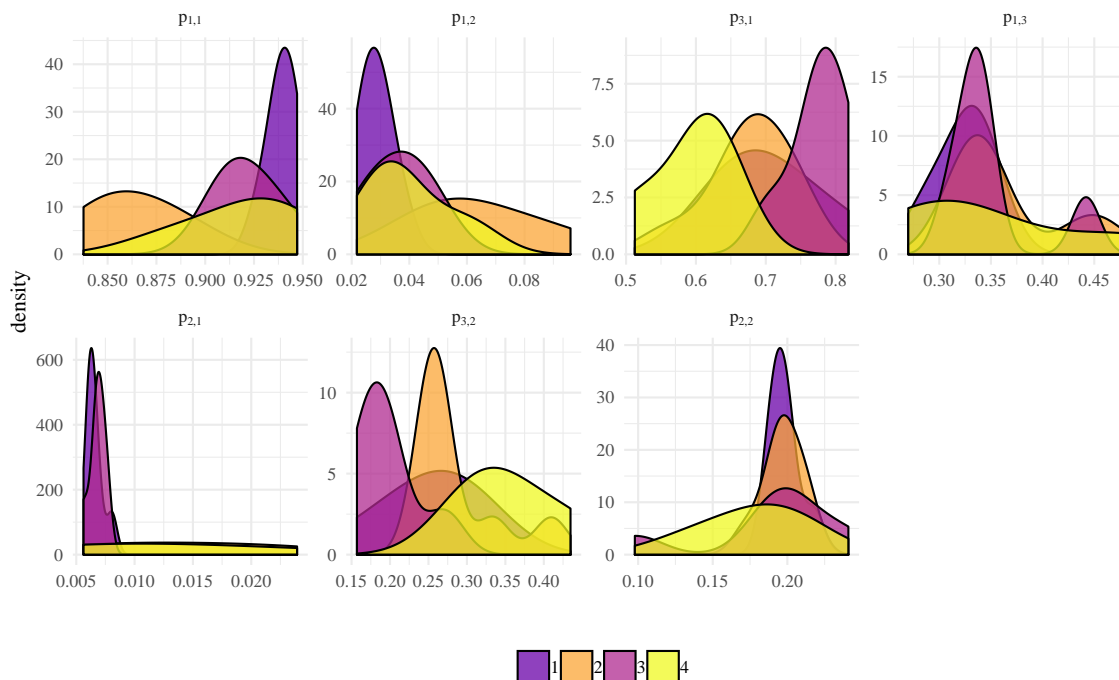 p1,1 p1,2 p3,1 p1,3
40 30 20 10 0
40 20 0
7.5 5.0 2.5 0.0
15 10 5 0
0.850 0.875 0.900 0.925 0.950
0.02 0.04 0.06 0.08
0.5 0.6 0.7 0.8
0.30 0.35 0.40 0.45
density
p2,1 p3,2 p2,2
600 400 200 0
10 5 0
40 30 20 10 0
0.005 0.010 0.015 0.020
0.15 0.20 0.25 0.30 0.35 0.40
0.10 0.15 0.20
1 2 3 4